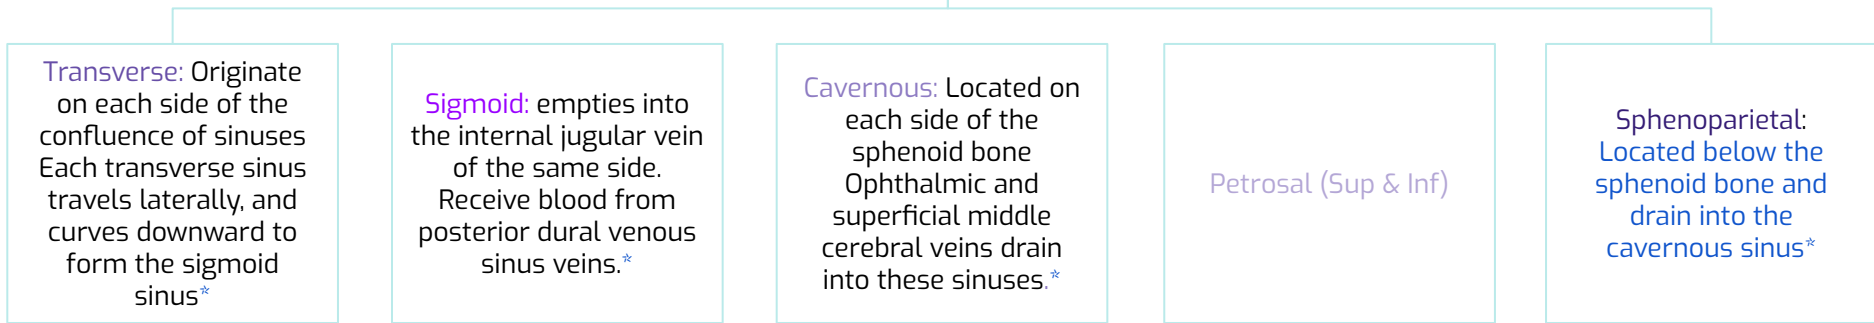 Transverse: Originate
on each side of the
confluence of sinuses
Each transverse sinus
travels laterally, and
curves downward to
form the sigmoid
sinus*
Sigmoid: empties into
the internal jugular vein
of the same side.
Receive blood from
posterior dural venous
sinus veins.*
Cavernous: Located on
each side of the
sphenoid bone
Ophthalmic and
superficial middle
cerebral veins drain
into these sinuses.*
Petrosal (Sup & Inf)
Sphenoparietal:
Located below the
sphenoid bone and
drain into the
cavernous sinus*